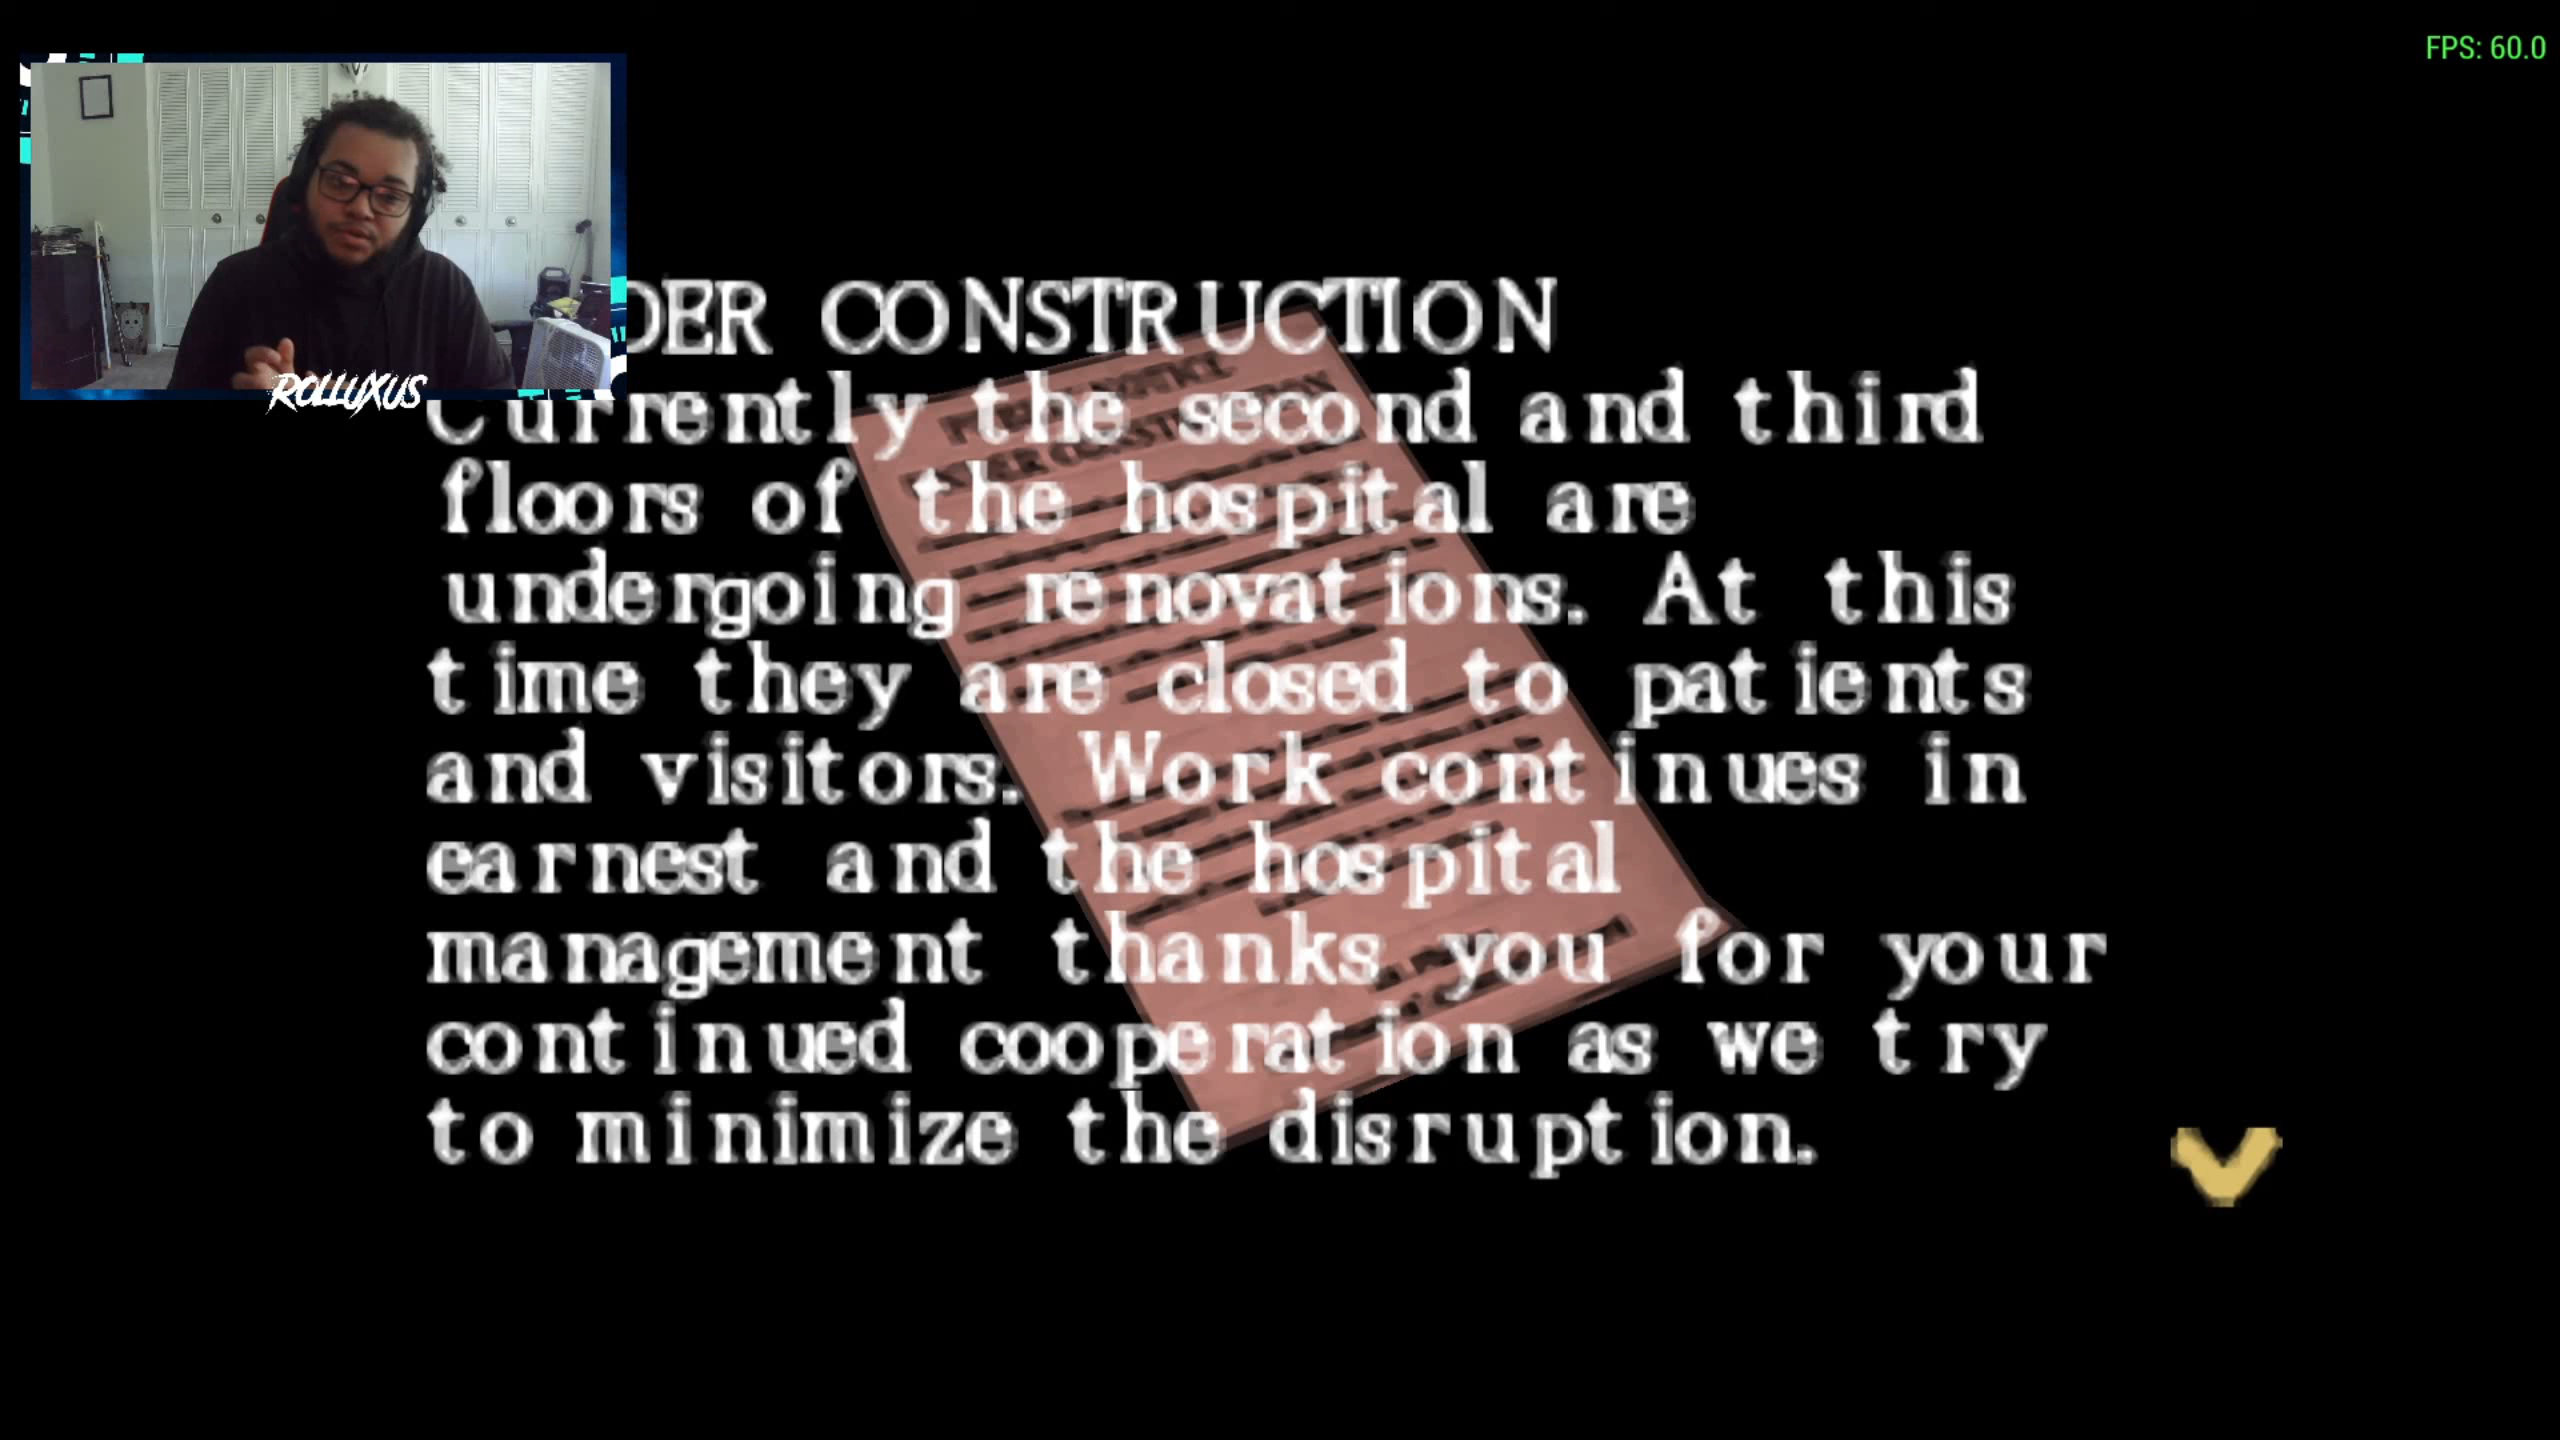 FPS: 60.0
DER CONSTRUCTION
ROLLUXUS
Currently the second and third
floors of the hospital are
undergoing renovations. At this
time they are closed to patients
and visitors. Work continues in
earnest and the hospital
management thanks you for your
continued cooperation as we try
to minimize the disruption.